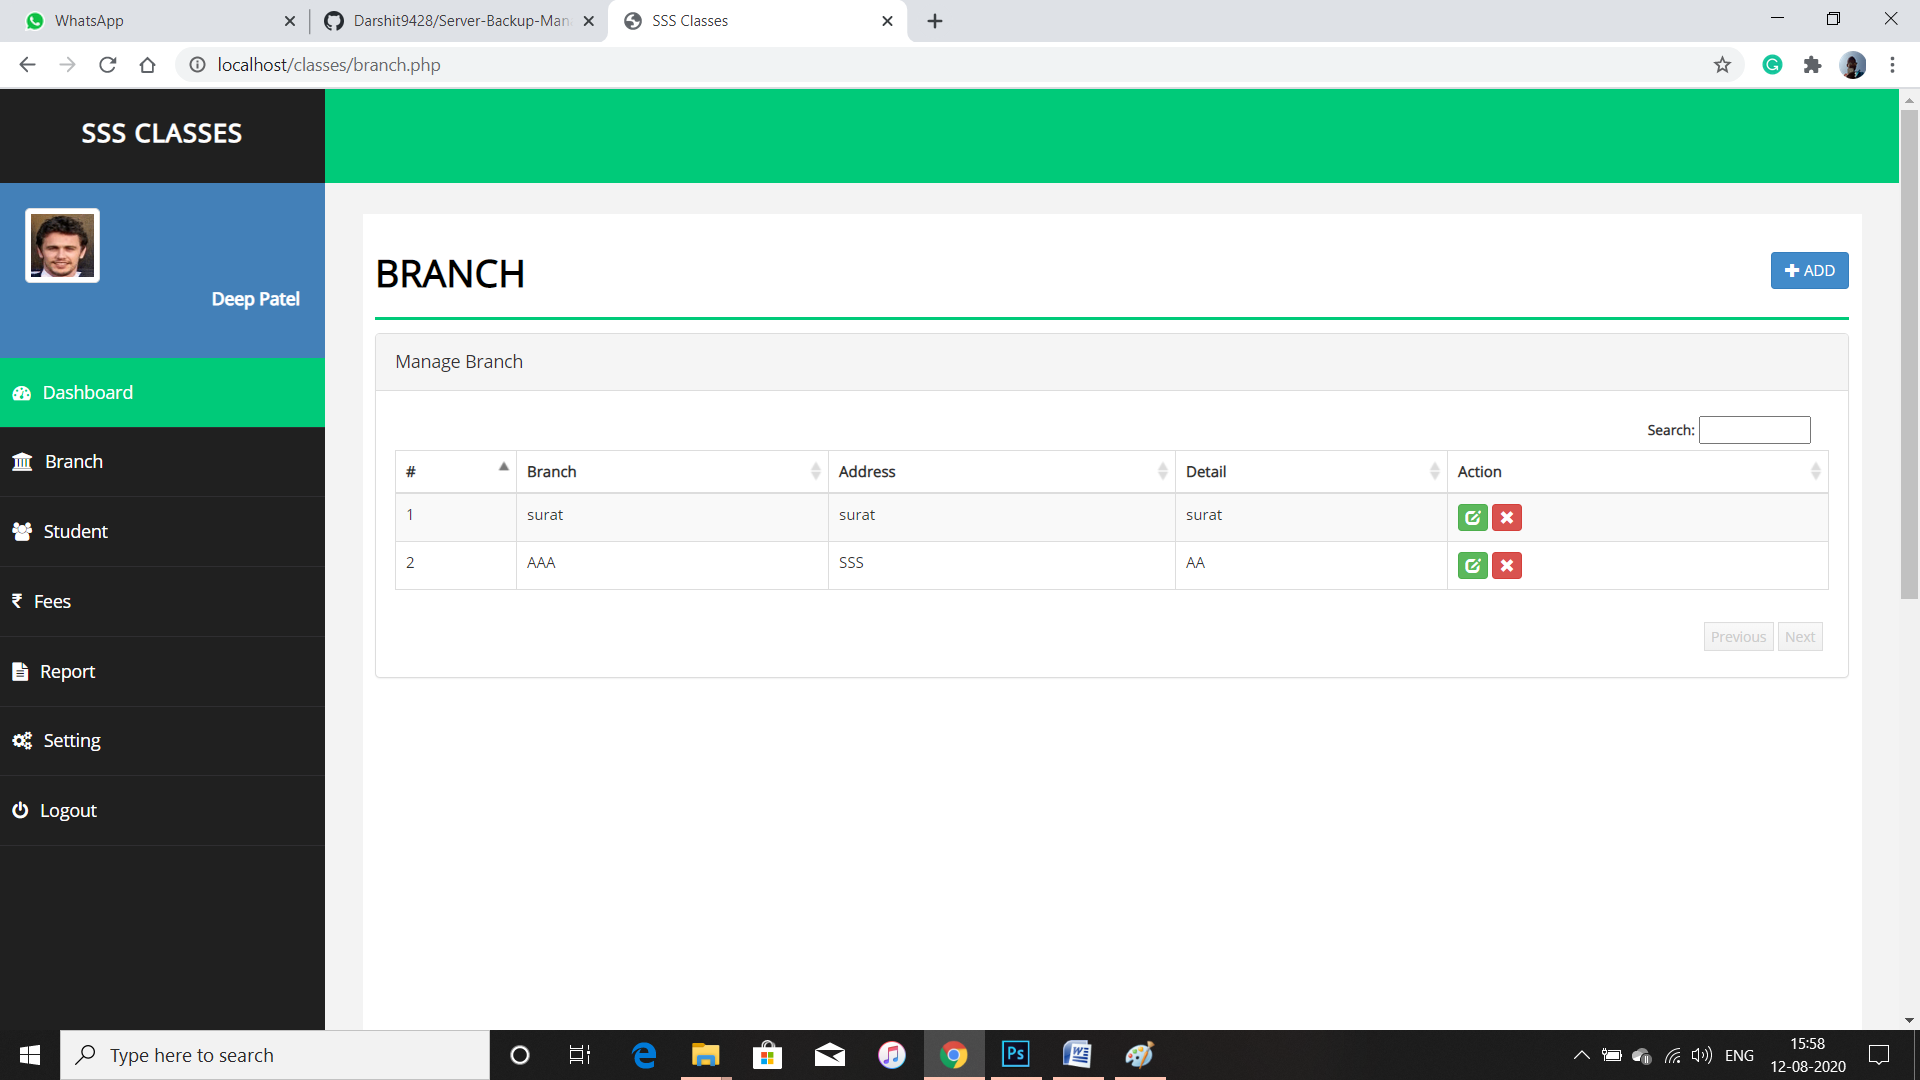 WhatsApp
Darshit9428/Server-Backup-Man
SSS Classes
localhost/classes/branch.php
SSS CLASSES
Deep Patel
Dashboard
Branch
Student
Fees
Report
Setting
Logout
BRANCH
ADD
Manage Branch
Search:
# Branch Address Detail Action
1 surat surat surat
2 AAA SSS AA
Previous Next
Type here to search
Ps
ENG
15:58
12-08-2020